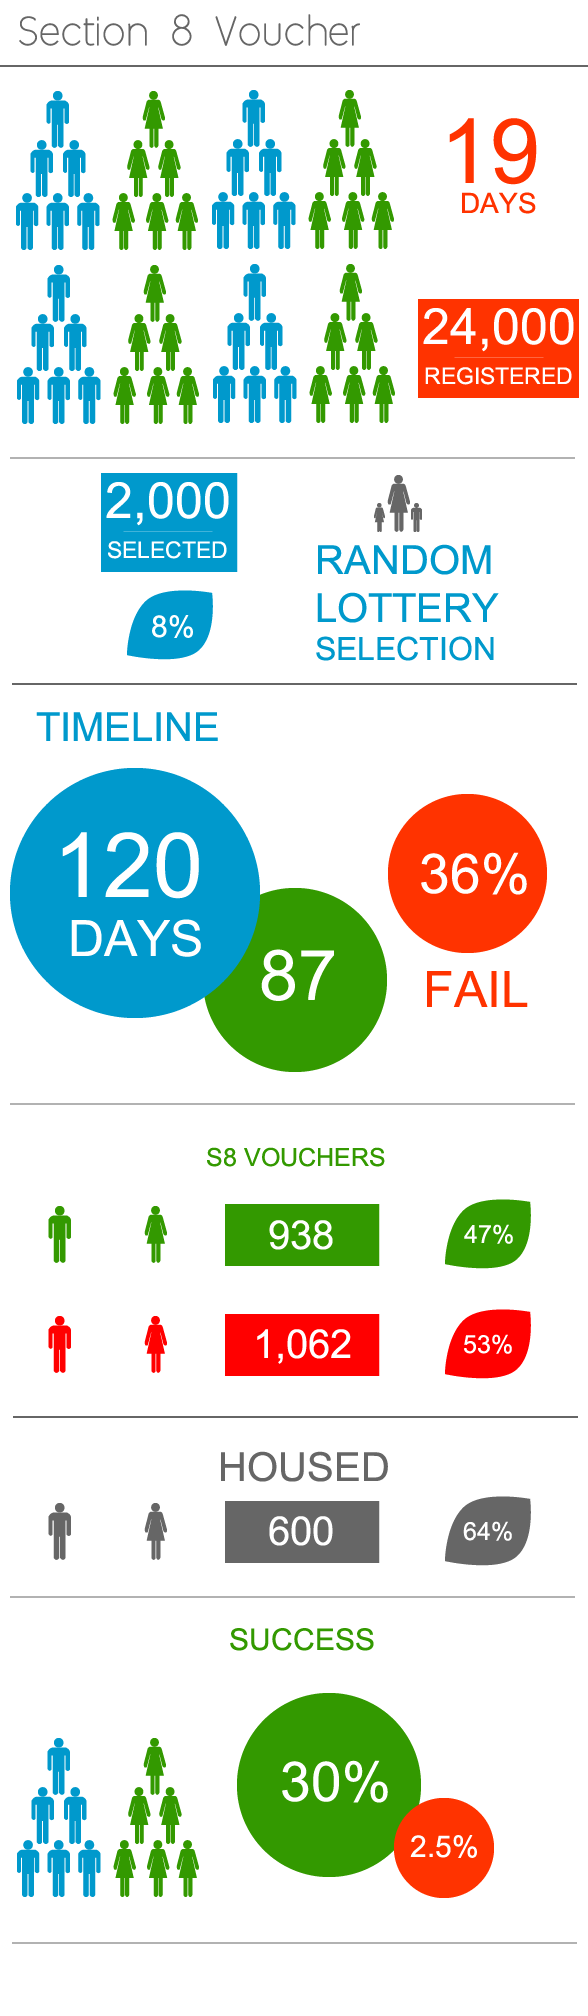 Section 8 Voucher
19
DAYS
24,000
REGISTERED
2,000
SELECTED
8%
RANDOM
LOTTERY
SELECTION
TIMELINE
120
DAYS
87
36%
FAIL
S8 VOUCHERS
938
47%
1,062
53%
HOUSED
600
64%
SUCCESS
30%
2.5%